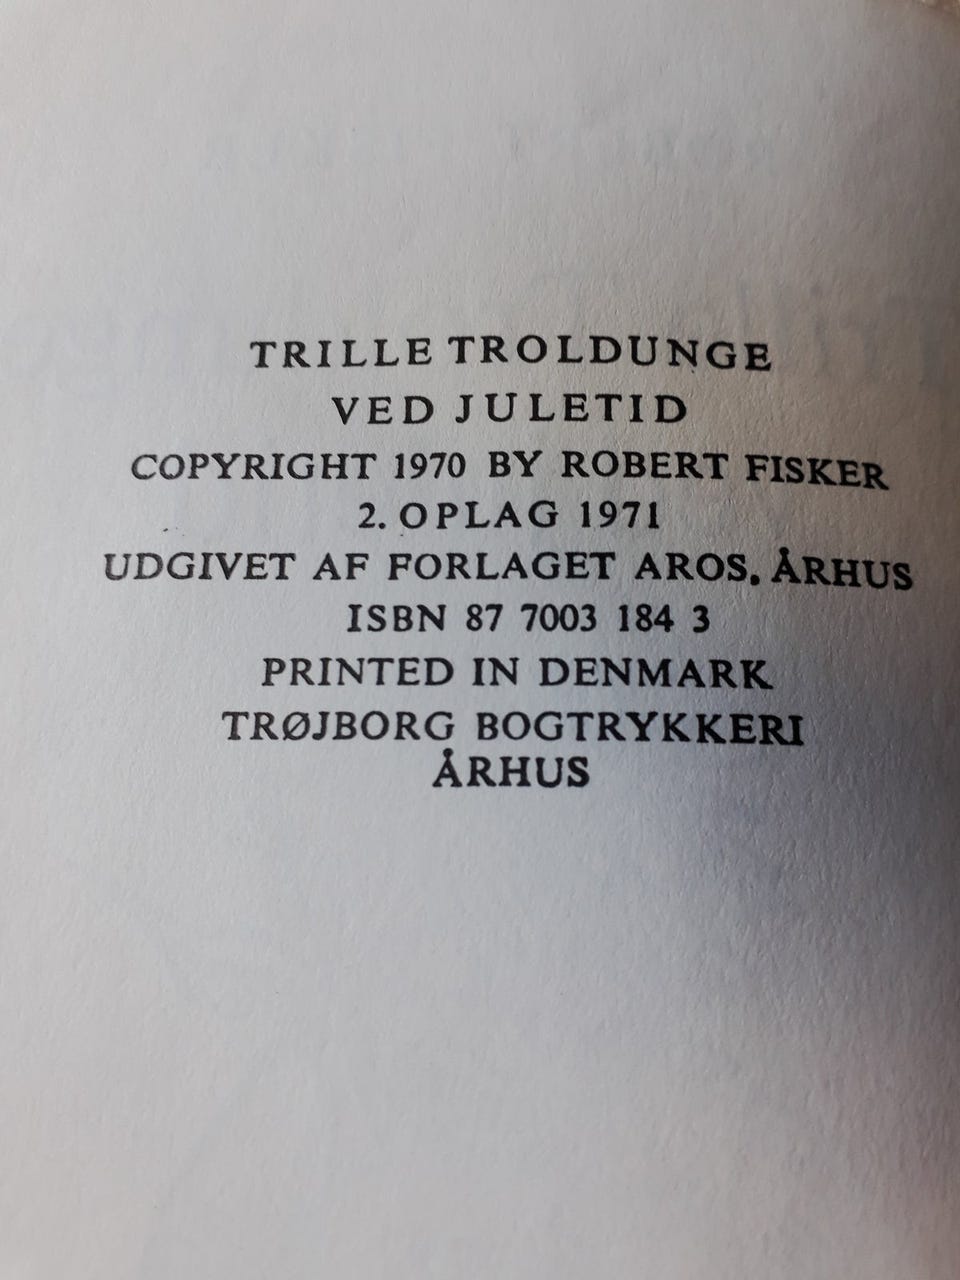 TRILLE TROLDUNGE
VED JULETID
COPYRIGHT 1970 BY ROBERT FISKER
2. OPLAG 1971
UDGIVET AF FORLAGET AROS, ÅRHUS
ISBN 87 7003 184 3
PRINTED IN DENMARK
TRØJBORG BOGTRYKKERI
ÅRHUS